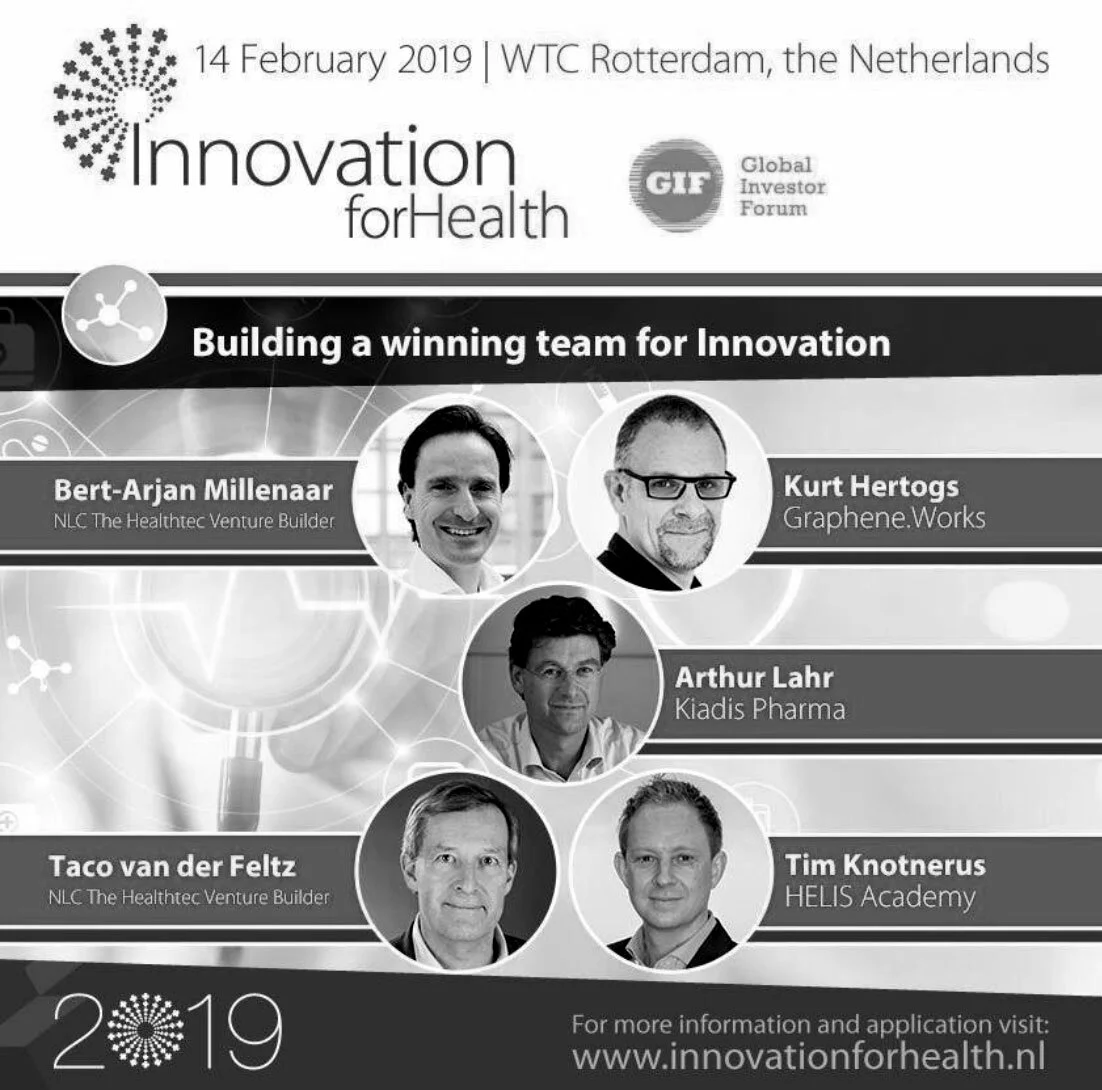 14 February 2019 | WTC Rotterdam, the Netherlands
Innovation
forHealth
GIF
Global
Investor
Forum
Building a winning team for Innovation
Bert-Arjan Millenaar
NLC The Healthtec Venture Builder
Kurt Hertogs
Graphene.Works
Arthur Lahr
Kiadis Pharma
Taco van der Feltz
NLC The Healthtec Venture Builder
Tim Knotnerus
HELIS Academy
2019
For more information and application visit:
www.innovationforhealth.nl